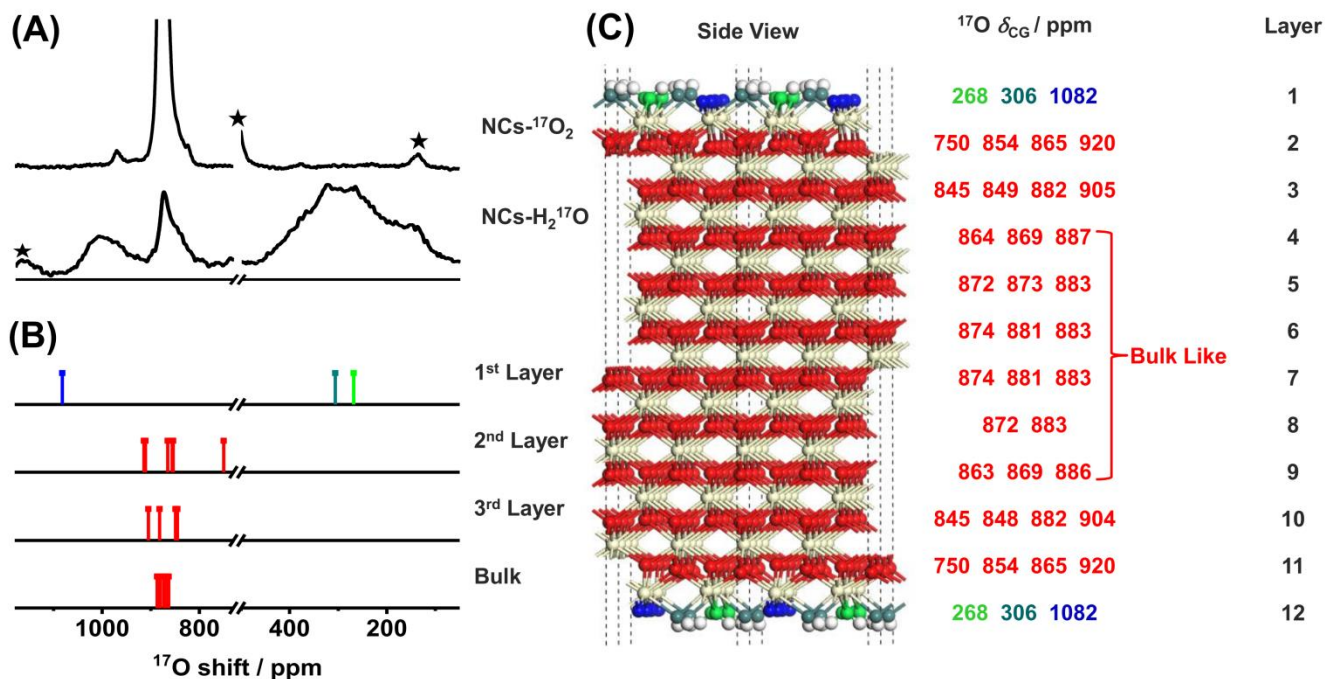 (A)
NCs-¹⁷O₂
NCs-H₂¹⁷O
(B)
1ˢᵗ Layer
2ⁿᵈ Layer
3ʳᵈ Layer
Bulk
1000 800 400 200
¹⁷O shift / ppm
(C) Side View ¹⁷O δCG / ppm Layer
268 306 1082 1
750 854 865 920 2
845 849 882 905 3
864 869 887 4
872 873 883 5
874 881 883 6
Bulk Like
874 881 883 7
872 883 8
863 869 886 9
845 848 882 904 10
750 854 865 920 11
268 306 1082 12